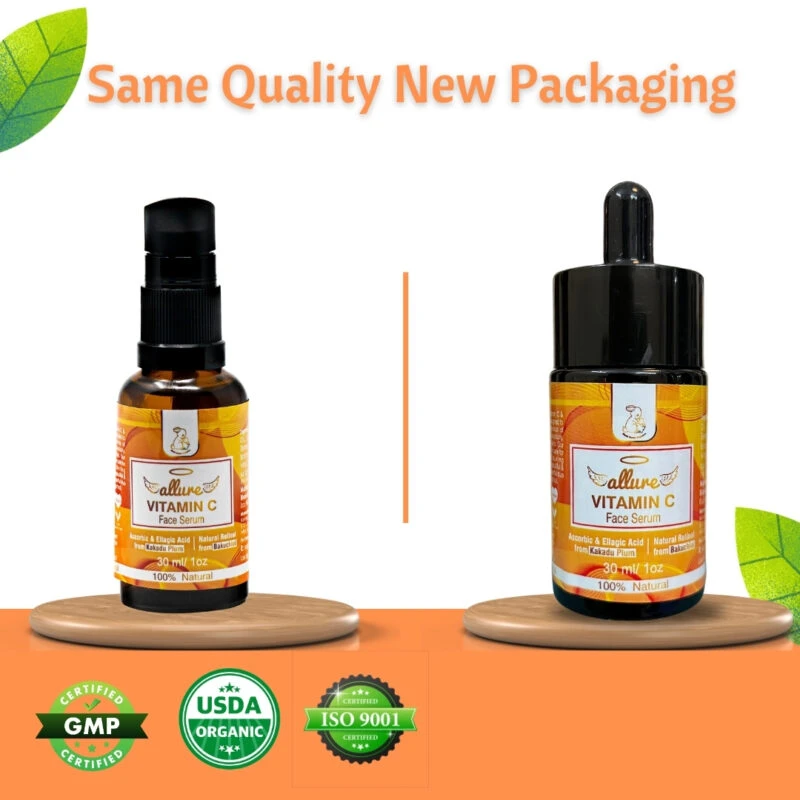 Same Quality New Packaging
allure
VITAMIN C
Face Serum
Ascorbic & Ellagic Acid
from Kakadu Plum
Natural Retinol
from Bakuchiol
30 ml/ 1oz
100% Natural
allure
VITAMIN C
Face Serum
Ascorbic & Ellagic Acid
from Kakadu Plum
Natural Retinol
from Bakuchiol
30 ml/ 1oz
100% Natural
CERTIFIED
GMP
CERTIFIED
USDA
ORGANIC
CERTIFIED
ISO 9001
CERTIFIED